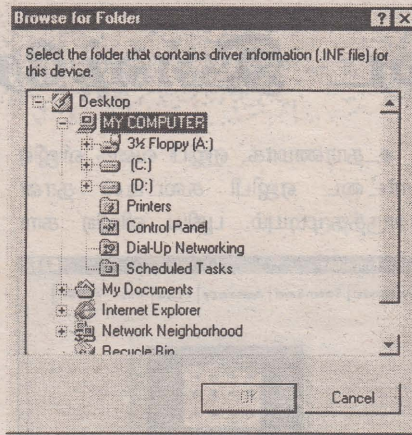 Browse for Folder
Select the folder that contains driver information (.INF file) for
this device.
Desktop
MY COMPUTER
3½ Floppy (A:)
(C:)
(D:)
Printers
Control Panel
Dial-Up Networking
Scheduled Tasks
My Documents
Internet Explorer
Network Neighborhood
Recycle Bin
OK
Cancel